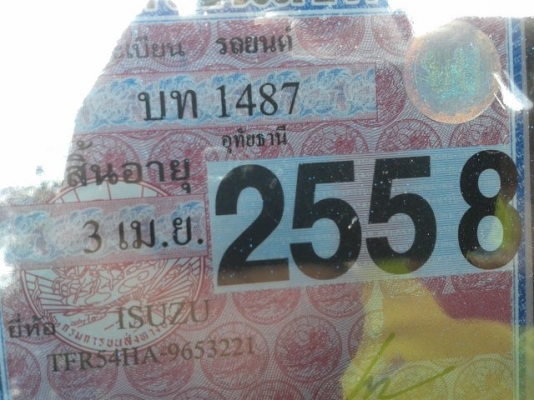 ะเบียน รถยนต์
บท 1487
อุทัยธานี
สิ้นอายุ
3 เม.ย. 2558
ยี่ห้อ ISUZU
TFR54HA-9653221